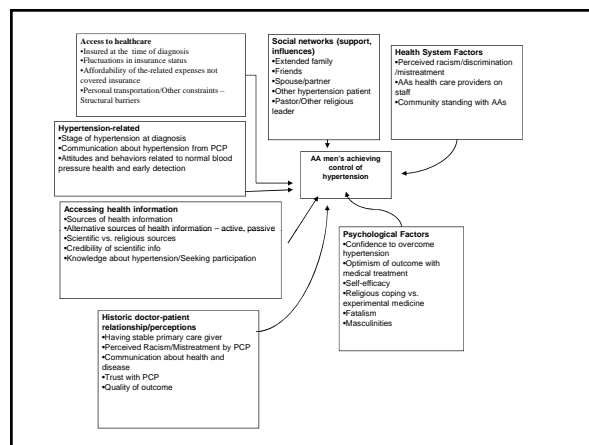 Access to healthcare
•Insured at the time of diagnosis
•Fluctuations in insurance status
•Affordability of the-related expenses not
covered insurance
•Personal transportation/Other constraints –
Structural barriers
Social networks (support,
influences)
•Extended family
•Friends
•Spouse/partner
•Other hypertension patient
•Pastor/Other religious
leader
Health System Factors
•Perceived racism/discrimination
/mistreatment
•AAs health care providers on
staff
•Community standing with AAs
Hypertension-related
•Stage of hypertension at diagnosis
•Communication about hypertension from PCP
•Attitudes and behaviors related to normal blood
pressure health and early detection
AA men's achieving
control of
hypertension
Accessing health information
•Sources of health information
•Alternative sources of health information – active, passive
•Scientific vs. religious sources
•Credibility of scientific info
•Knowledge about hypertension/Seeking participation
Psychological Factors
•Confidence to overcome
hypertension
•Optimism of outcome with
medical treatment
•Self-efficacy
•Religious coping vs.
experimental medicine
•Fatalism
•Masculinities
Historic doctor-patient
relationship/perceptions
•Having stable primary care giver
•Perceived Racism/Mistreatment by PCP
•Communication about health and
disease
•Trust with PCP
•Quality of outcome